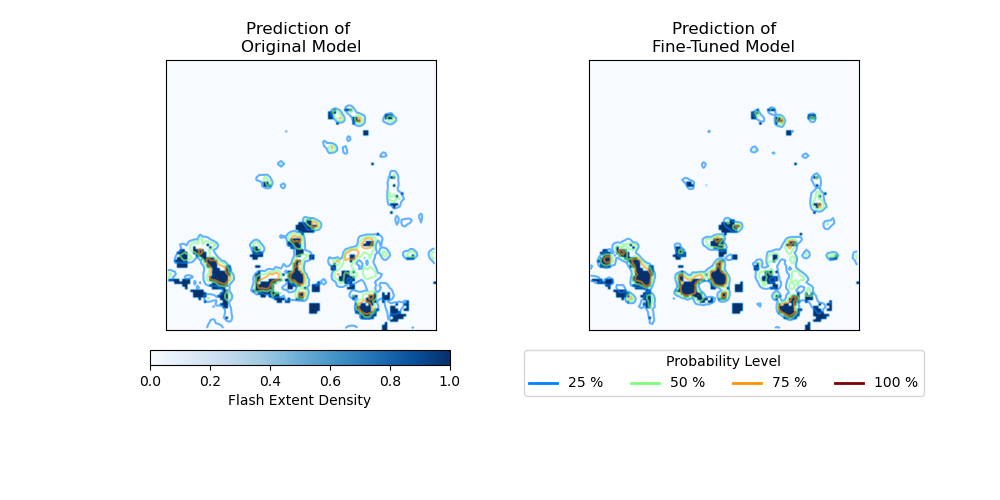 Prediction of
Original Model
Prediction of
Fine-Tuned Model
0.0 0.2 0.4 0.6 0.8 1.0
Flash Extent Density
Probability Level
25 % 50 % 75 % 100 %